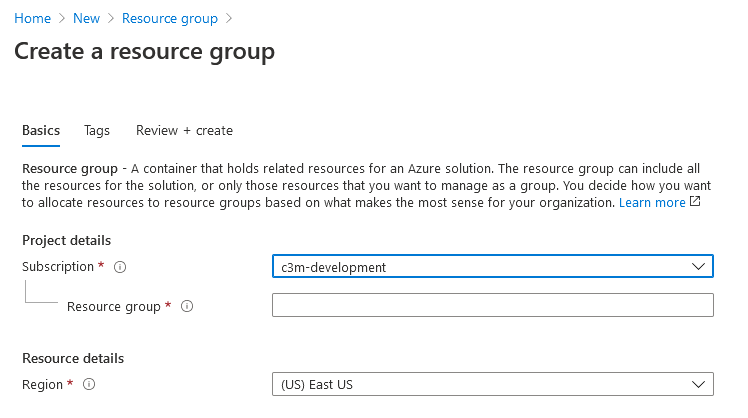 Home > New > Resource group >
Create a resource group
Basics Tags Review + create
Resource group - A container that holds related resources for an Azure solution. The resource group can include all
the resources for the solution, or only those resources that you want to manage as a group. You decide how you want
to allocate resources to resource groups based on what makes the most sense for your organization. Learn more
Project details
Subscription * c3m-development
Resource group *
Resource details
Region * (US) East US